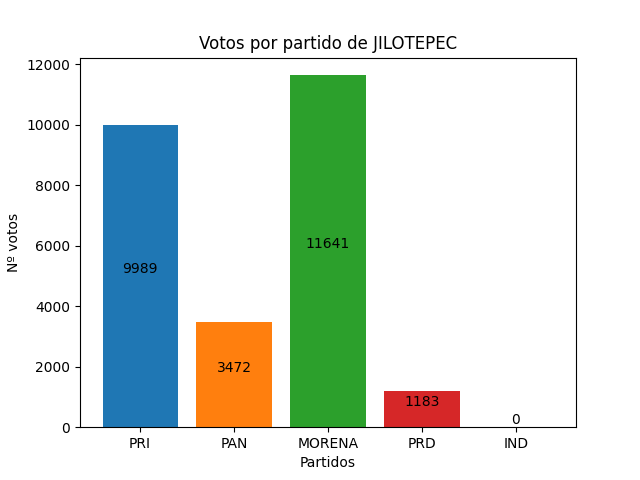 Votos por partido de JILOTEPEC
12000
10000
8000
6000
4000
2000
0
Nº votos
9989
3472
11641
1183
0
PRI
PAN
MORENA
PRD
IND
Partidos